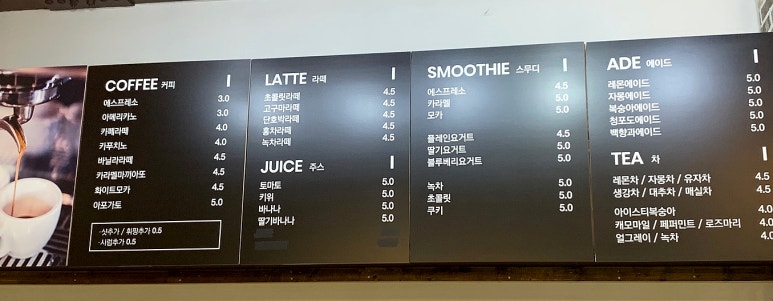 COFFEE 커피 I
에스프레소 3.0
아메리카노 3.0
카페라떼 4.0
카푸치노 4.0
바닐라라떼 4.5
카라멜마끼아또 4.5
화이트모카 4.5
아포가토 5.0
·샷추가 / 휘핑추가 0.5
·시럽추가 0.5
LATTE 라떼 I
초콜릿라떼 4.5
고구마라떼 4.5
단호박라떼 4.5
홍차라떼 4.5
녹차라떼 4.5
JUICE 주스 I
토마토 5.0
키위 5.0
바나나 5.0
딸기바나나 5.0
SMOOTHIE 스무디 I
에스프레소 4.5
카라멜 5.0
모카 5.0
플레인요거트 4.5
딸기요거트 5.0
블루베리요거트 5.0
녹차 5.0
초콜릿 5.0
쿠키 5.0
ADE 에이드 I
레몬에이드 5.0
자몽에이드 5.0
복숭아에이드 5.0
청포도에이드 5.0
백향과에이드 5.0
TEA 차 I
레몬차 / 자몽차 / 유자차 4.5
생강차 / 대추차 / 매실차 4.5
아이스티복숭아 4.0
캐모마일 / 페퍼민트 / 로즈마리 4.0
얼그레이 / 녹차 4.0